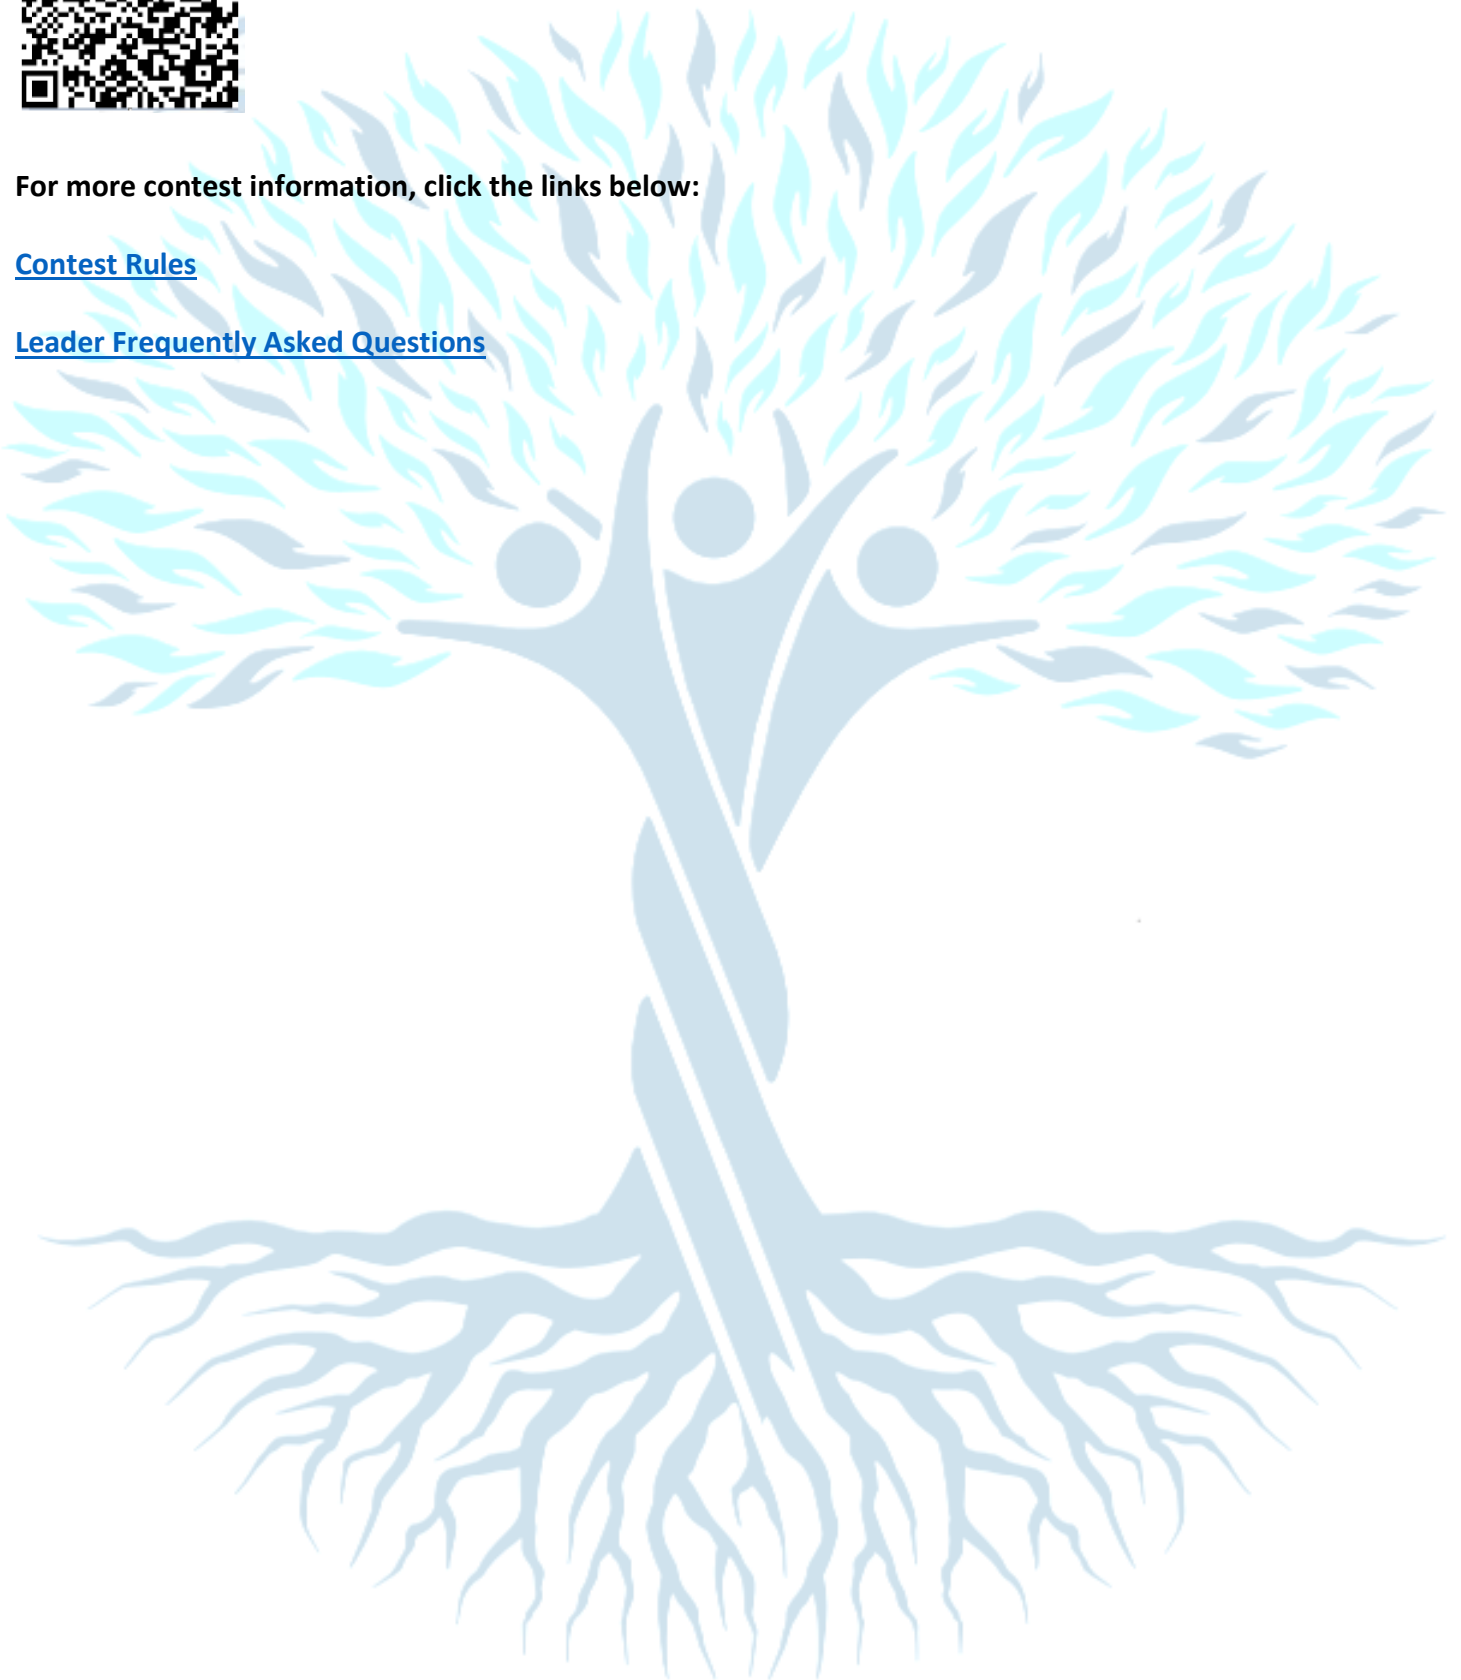 For more contest information, click the links below:
Contest Rules
Leader Frequently Asked Questions